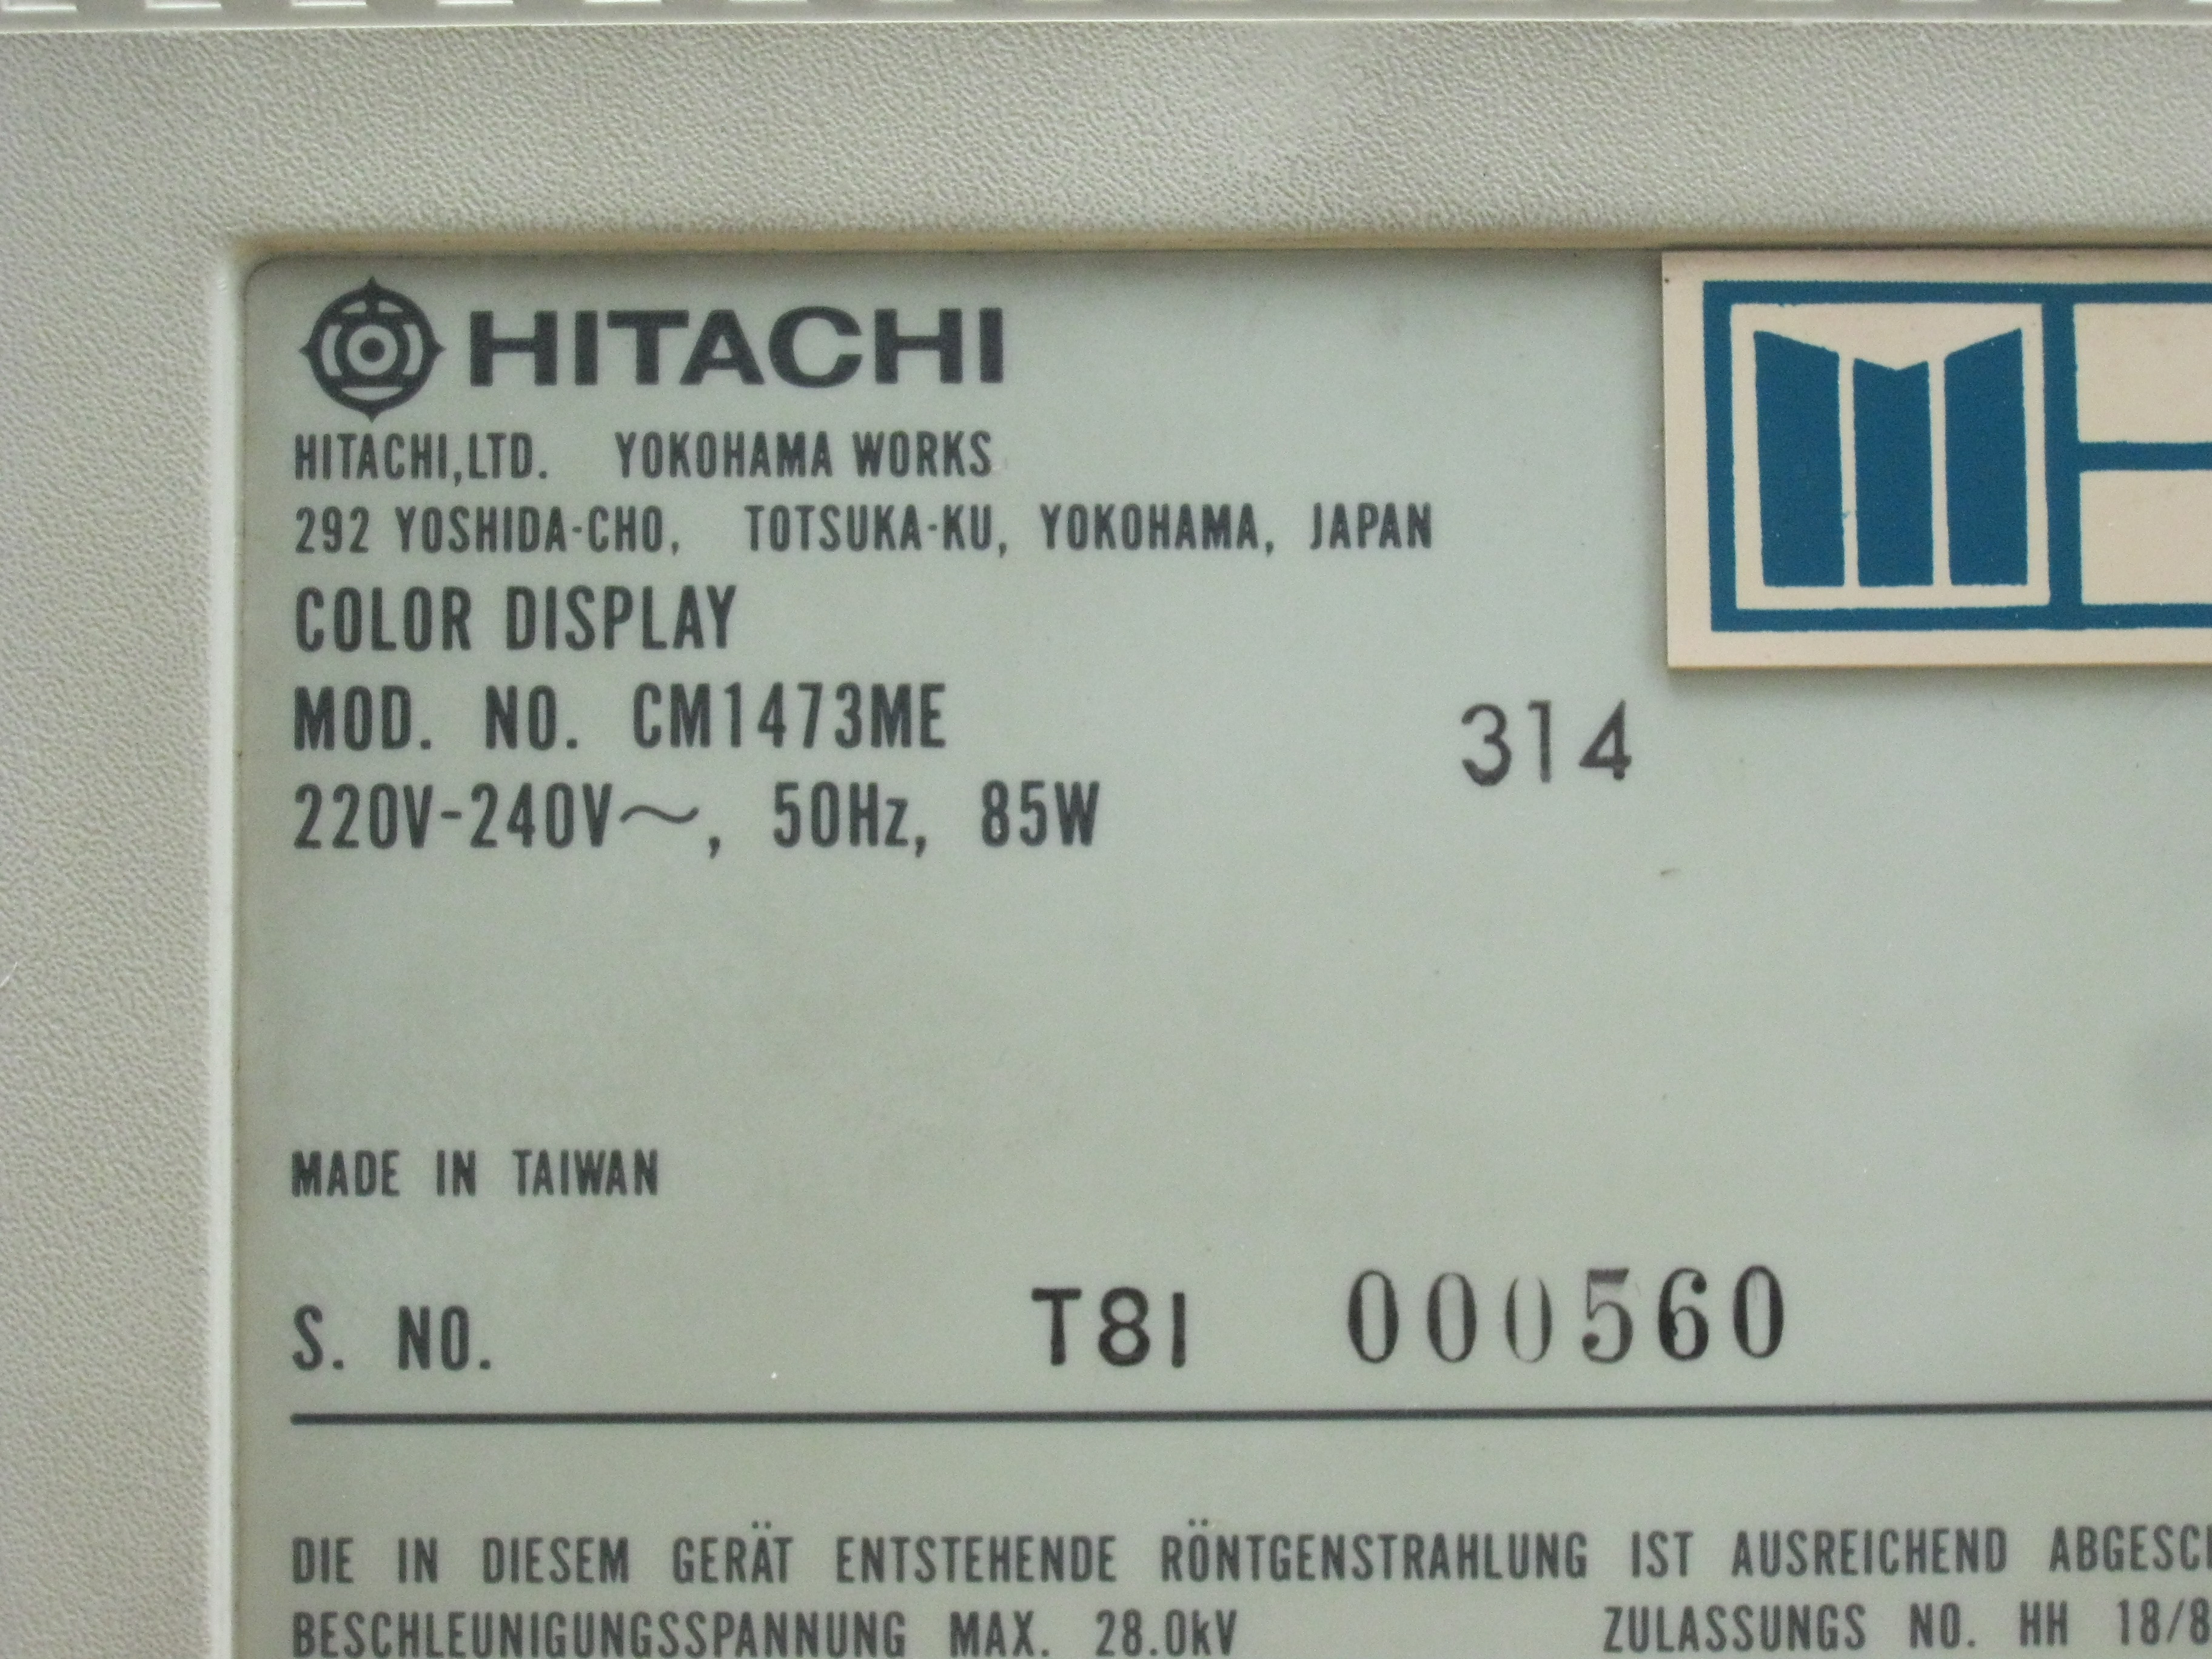 HITACHI
HITACHI,LTD. YOKOHAMA WORKS
292 YOSHIDA-CHO, TOTSUKA-KU, YOKOHAMA, JAPAN
COLOR DISPLAY
MOD. NO. CM1473ME
314
220V-240V～, 50Hz, 85W
MADE IN TAIWAN
S. NO. T8I 000560
DIE IN DIESEM GERÄT ENTSTEHENDE RÖNTGENSTRAHLUNG IST AUSREICHEND
BESCHLEUNIGUNGSSPANNUNG MAX. 28.0kV ZULASSUNGS NO. HH